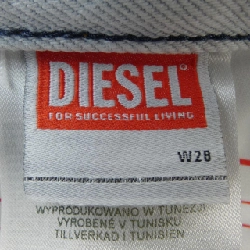 DIESEL
FOR SUCCESSFUL LIVING
W28
WYPRODUKOWANO W TUNEZJI
VYROBENÉ V TUNISKU
TILLVERKAD I TUNISIEN